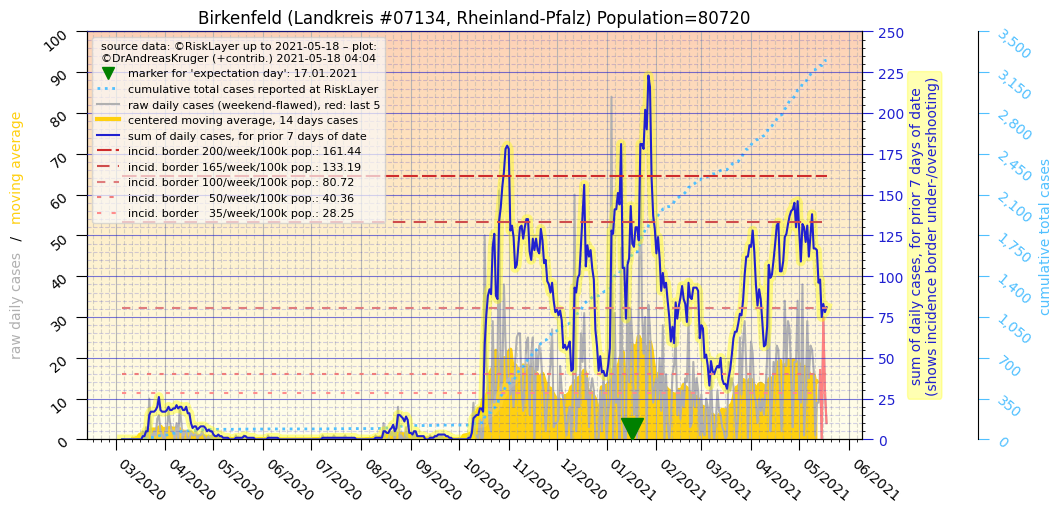 Birkenfeld (Landkreis #07134, Rheinland-Pfalz) Population=80720
source data: ©RiskLayer up to 2021-05-18 – plot:
©DrAndreasKruger (+contrib.) 2021-05-18 04:04
marker for 'expectation day': 17.01.2021
cumulative total cases reported at RiskLayer
raw daily cases (weekend-flawed), red: last 5
centered moving average, 14 days cases
sum of daily cases, for prior 7 days of date
incid. border 200/week/100k pop.: 161.44
incid. border 165/week/100k pop.: 133.19
incid. border 100/week/100k pop.: 80.72
incid. border 50/week/100k pop.: 40.36
incid. border 35/week/100k pop.: 28.25
raw daily cases / moving average
100
90
80
70
60
50
40
30
20
10
0
03/2020
04/2020
05/2020
06/2020
07/2020
08/2020
09/2020
10/2020
11/2020
12/2020
01/2021
02/2021
03/2021
04/2021
05/2021
06/2021
250
225
200
175
150
125
100
75
50
25
0
sum of daily cases, for prior 7 days of date
(shows incidence border under-/overshooting)
3,500
3,150
2,800
2,450
2,100
1,750
1,400
1,050
700
350
0
cumulative total cases